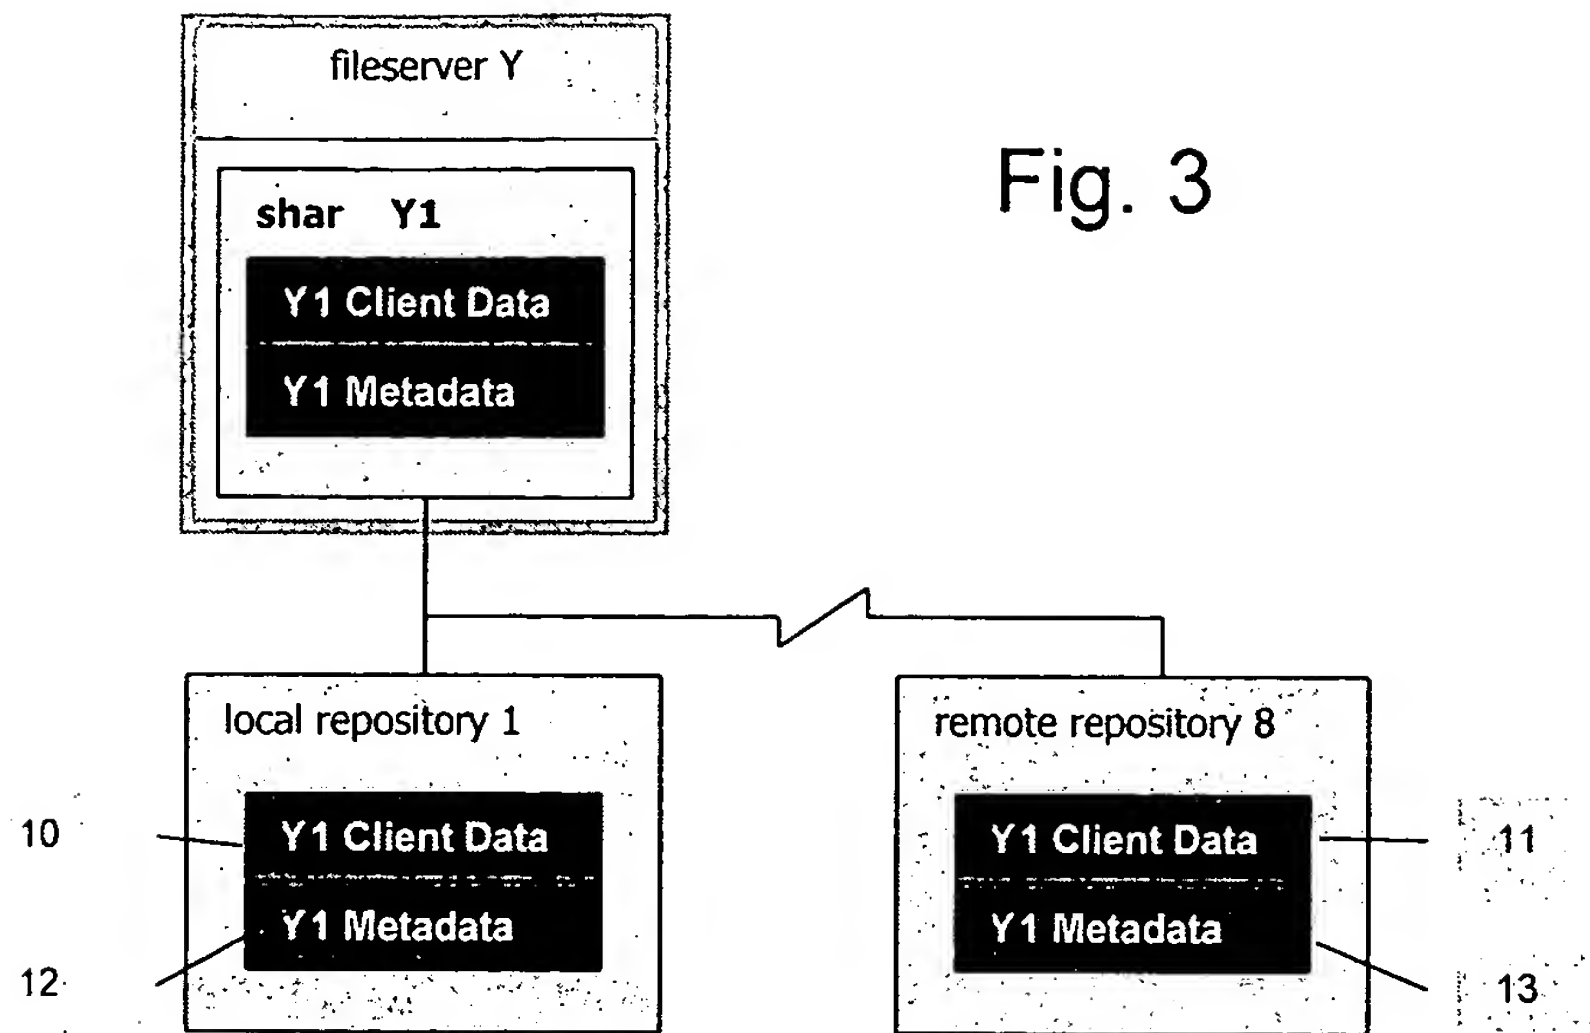 fileserver Y
Fig. 3
shar Y1
Y1 Client Data
Y1 Metadata
local repository 1
remote repository 8
10
Y1 Client Data
Y1 Client Data
11
Y1 Metadata
Y1 Metadata
12
13